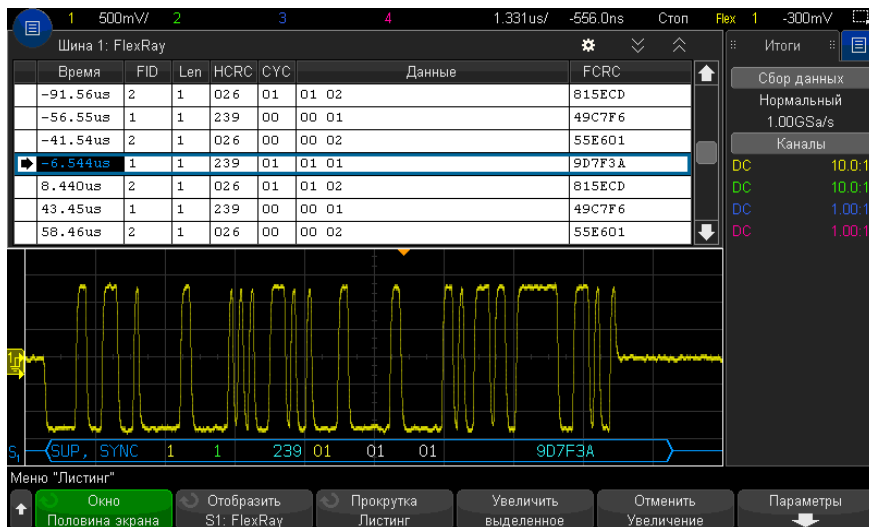 1 500mV/ 2 3 4 1.331us/ -556.0ns Стоп Flex 1 -300mV
Шина 1: FlexRay
Время FID Len HCRC CYC Данные FCRC
-91.56us 2 1 026 01 01 02 815ECD
-56.55us 1 1 239 00 00 01 49C7F6
-41.54us 2 1 026 00 00 02 55E601
-6.544us 1 1 239 01 01 01 9D7F3A
8.440us 2 1 026 01 01 02 815ECD
43.45us 1 1 239 00 00 01 49C7F6
58.46us 2 1 026 00 00 02 55E601
Итоги
Сбор данных
Нормальный
1.00GSa/s
Каналы
DC 10.0:1
DC 10.0:1
DC 1.00:1
DC 1.00:1
1
S1 SUP, SYNC 1 1 239 01 01 01 9D7F3A
Меню "Листинг"
Окно
Половина экрана
Отобразить
S1: FlexRay
Прокрутка
Листинг
Увеличить
выделенное
Отменить
Увеличение
Параметры